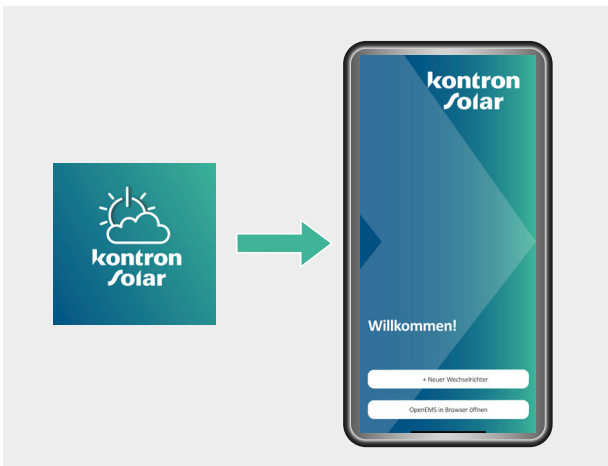 kontron
solar
kontron
solar
Willkommen!
+ Neuer Wechselrichter
OpenEMS in Browser öffnen